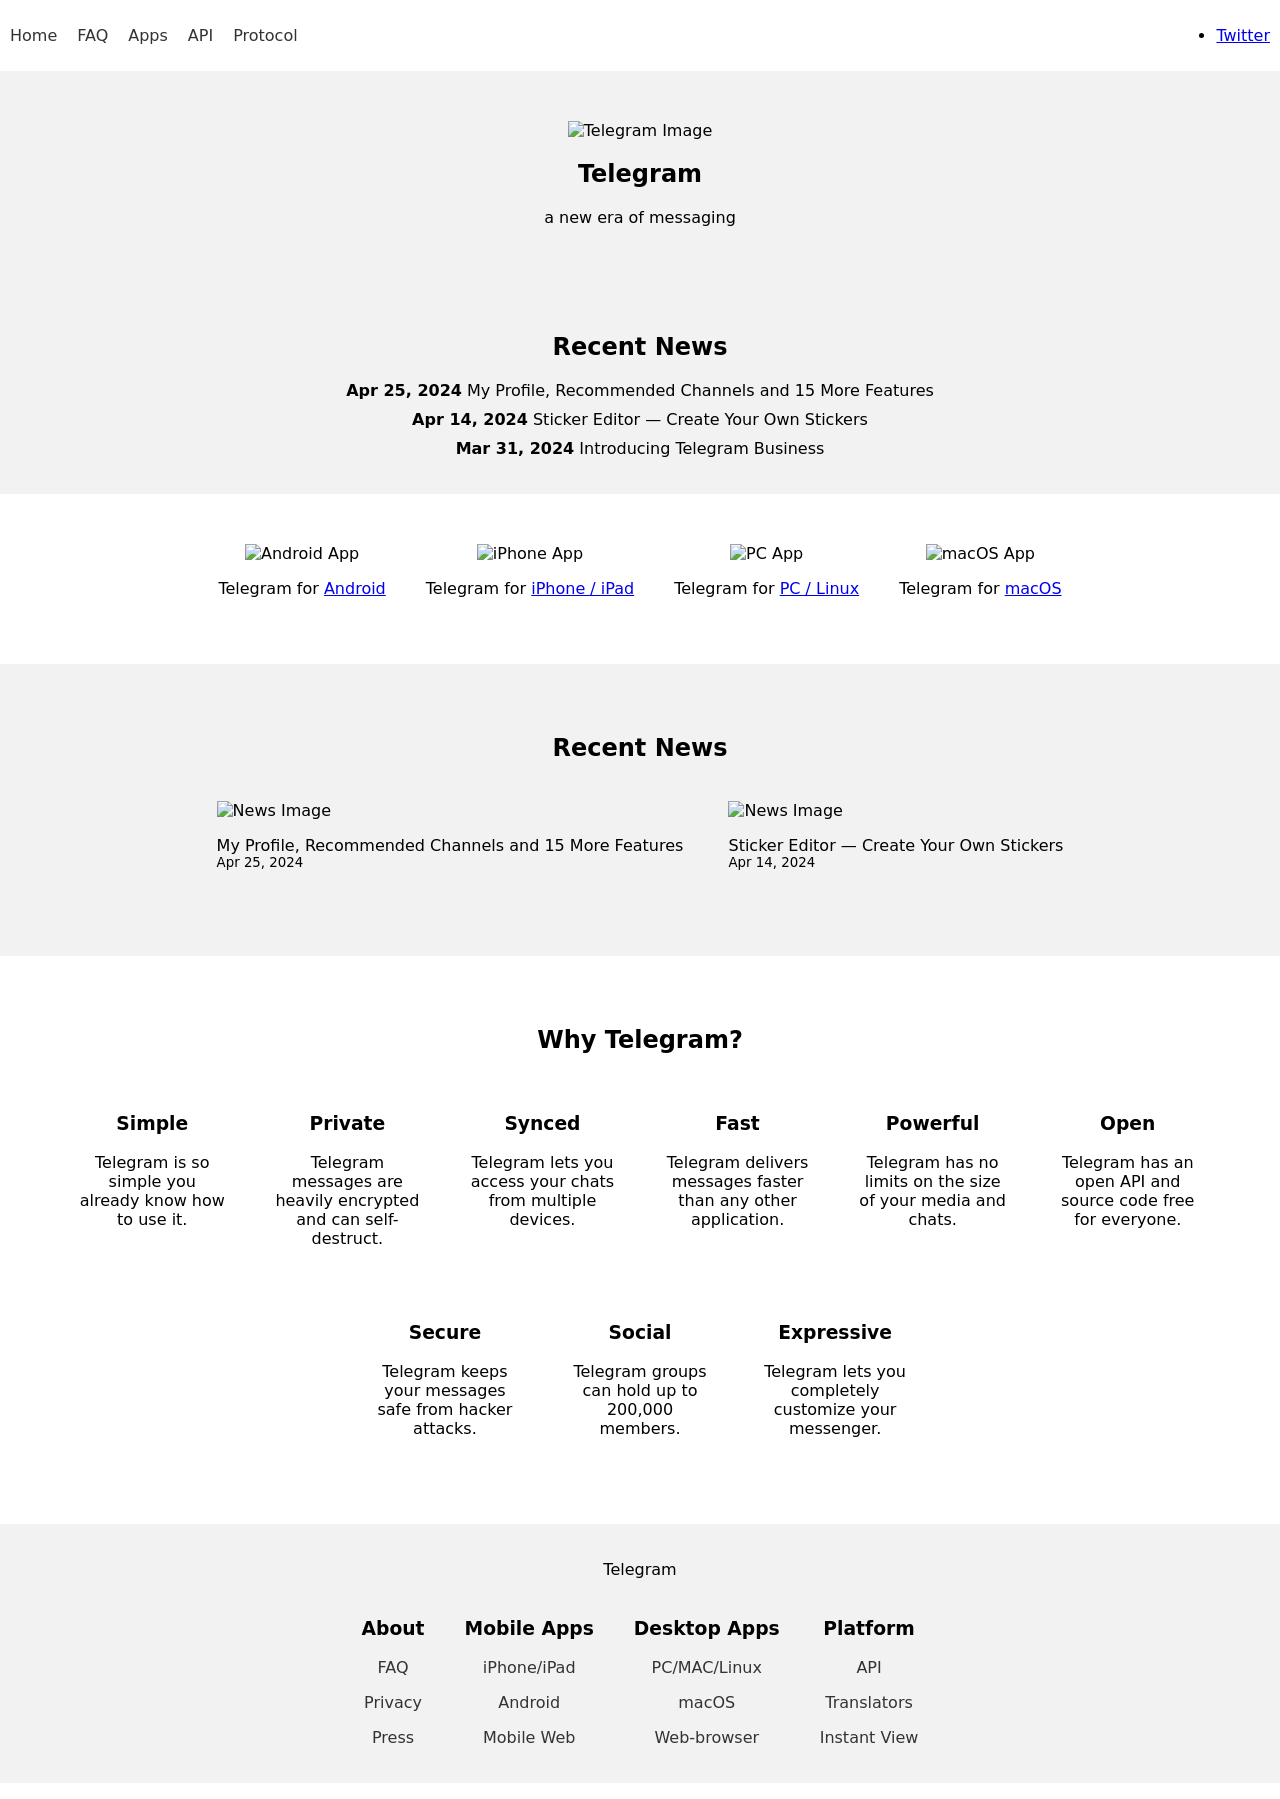 Home FAQ Apps API Protocol • Twitter
Telegram Image
Telegram
a new era of messaging
Recent News
Apr 25, 2024 My Profile, Recommended Channels and 15 More Features
Apr 14, 2024 Sticker Editor — Create Your Own Stickers
Mar 31, 2024 Introducing Telegram Business
Android App
Telegram for Android
iPhone App
Telegram for iPhone / iPad
PC App
Telegram for PC / Linux
macOS App
Telegram for macOS
Recent News
News Image
My Profile, Recommended Channels and 15 More Features
Apr 25, 2024
News Image
Sticker Editor — Create Your Own Stickers
Apr 14, 2024
Why Telegram?
Simple
Telegram is so
simple you
already know how
to use it.
Private
Telegram
messages are
heavily encrypted
and can self-
destruct.
Synced
Telegram lets you
access your chats
from multiple
devices.
Fast
Telegram delivers
messages faster
than any other
application.
Powerful
Telegram has no
limits on the size
of your media and
chats.
Open
Telegram has an
open API and
source code free
for everyone.
Secure
Telegram keeps
your messages
safe from hacker
attacks.
Social
Telegram groups
can hold up to
200,000
members.
Expressive
Telegram lets you
completely
customize your
messenger.
Telegram
About
FAQ
Privacy
Press
Mobile Apps
iPhone/iPad
Android
Mobile Web
Desktop Apps
PC/MAC/Linux
macOS
Web-browser
Platform
API
Translators
Instant View